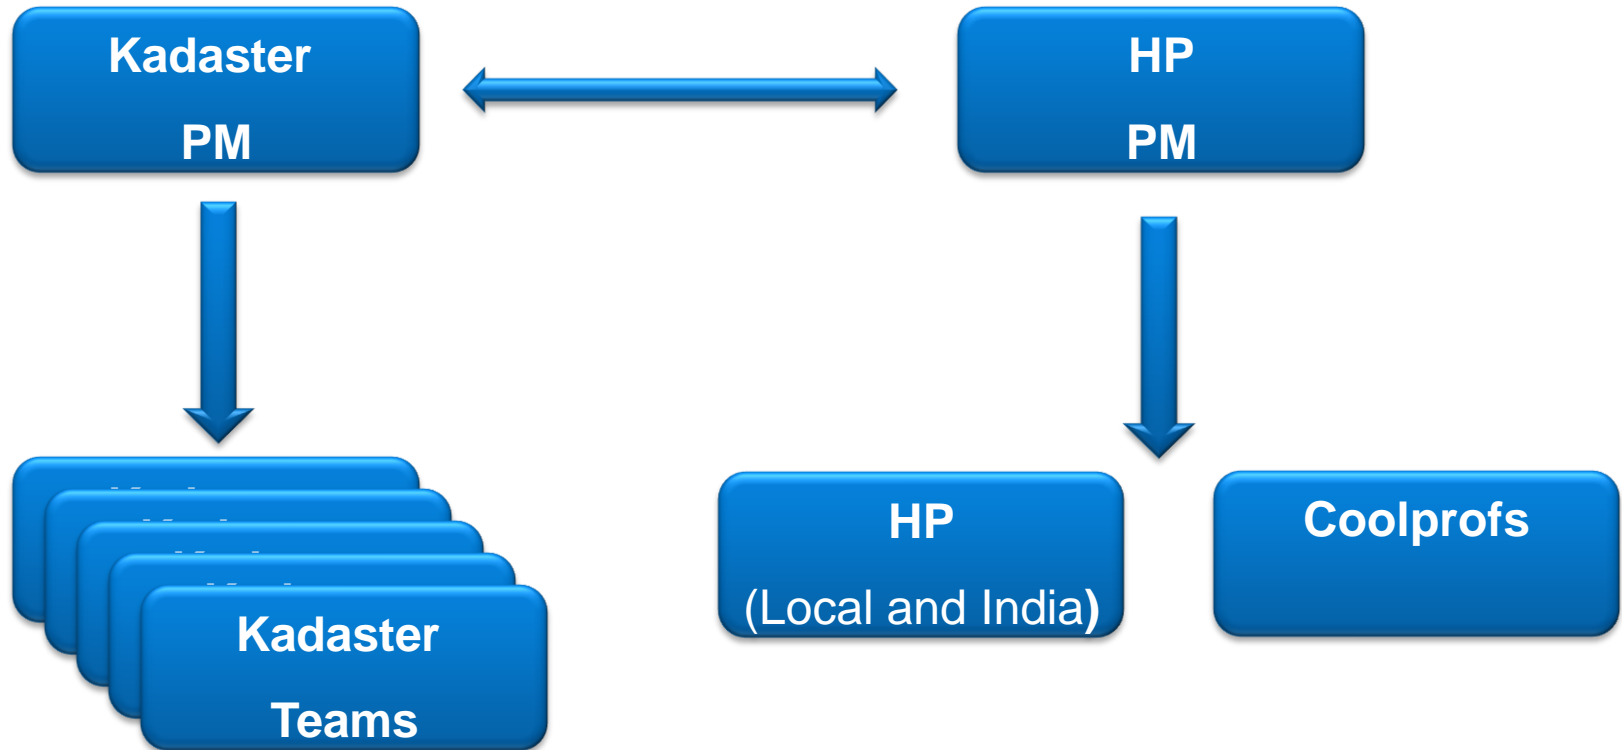 Kadaster
PM
HP
PM
HP
(Local and India)
Coolprofs
Kadaster
Teams